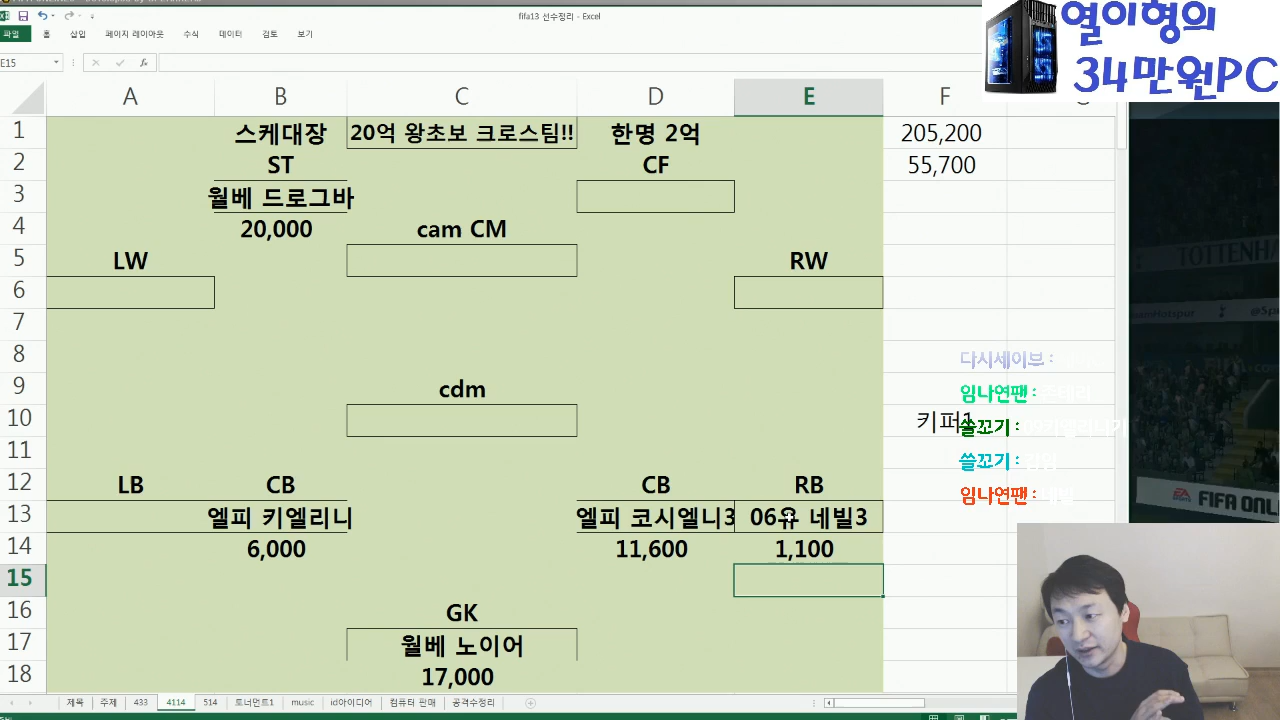 fifa13 선수정리 - Excel
열이형의
34만원PC
파일 홈 삽입 페이지 레이아웃 수식 데이터 검토 보기
E15
fx
A B C D E F
1 스케대장 20억 왕초보 크로스팀!! 한명 2억 205,200
2 ST CF 55,700
3 월베 드로그바
4 20,000 cam CM
5 LW RW
6
7
8
다시세이브 :
9 cdm
임나연팬 :
10 키퍼1
쓸꼬기 :
11
쓸꼬기 :
12 LB CB CB RB
임나연팬 :
13 엘피 키엘리니 엘피 코시엘니3 06유 네빌3
14 6,000 11,600 1,100
15
16 GK
17 월베 노이어
18 17,000
TOTTENHAM
EA SPORTS FIFA ONL
제목 주제 433 4114 514 토너먼트1 music id아이디어 컴퓨터 판매 공격수정리